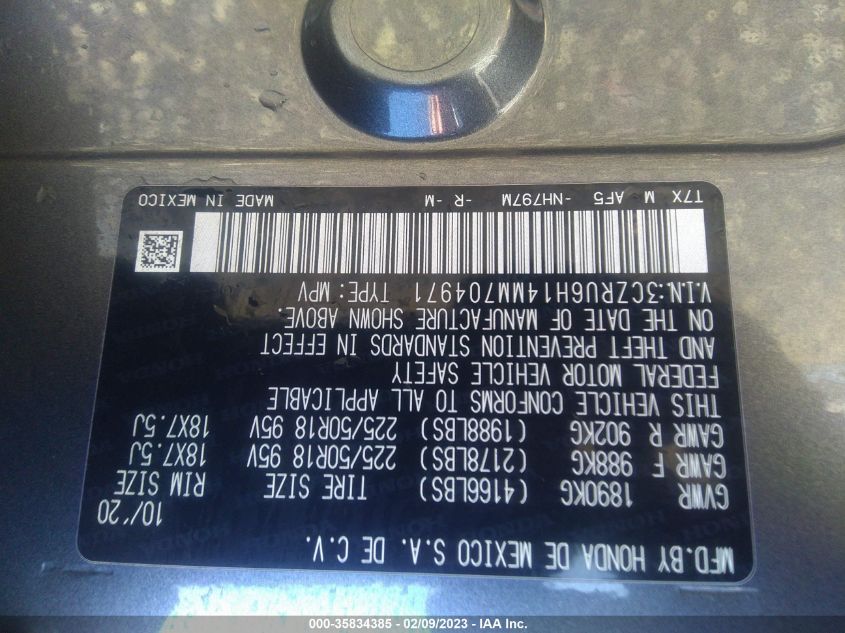 MFD.BY HONDA DE MEXICO S.A. DE C.V.
10/'20
GVWR 1890KG (4166LBS) TIRE SIZE RIM SIZE
GAWR F 988KG (2178LBS) 225/50R18 95V 18X7.5J
GAWR R 902KG (1988LBS) 225/50R18 95V 18X7.5J
THIS VEHICLE CONFORMS TO ALL APPLICABLE
FEDERAL MOTOR VEHICLE SAFETY
AND THEFT PREVENTION STANDARDS IN EFFECT
ON THE DATE OF MANUFACTURE SHOWN ABOVE.
V.I.N:3CZRU6H14MM704971 TYPE:MPV
T7X M AF5 -NH797M -R -M MADE IN MEXICO
000-35834385 - 02/09/2023 - IAA Inc.